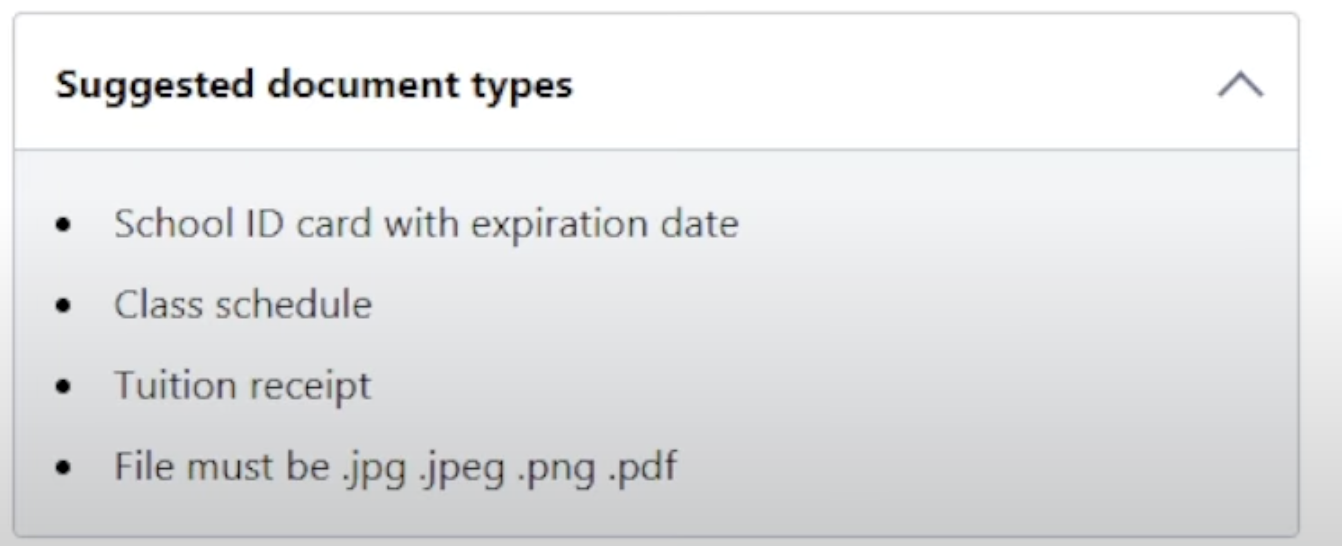 Suggested document types
School ID card with expiration date
Class schedule
Tuition receipt
File must be .jpg .jpeg .png .pdf